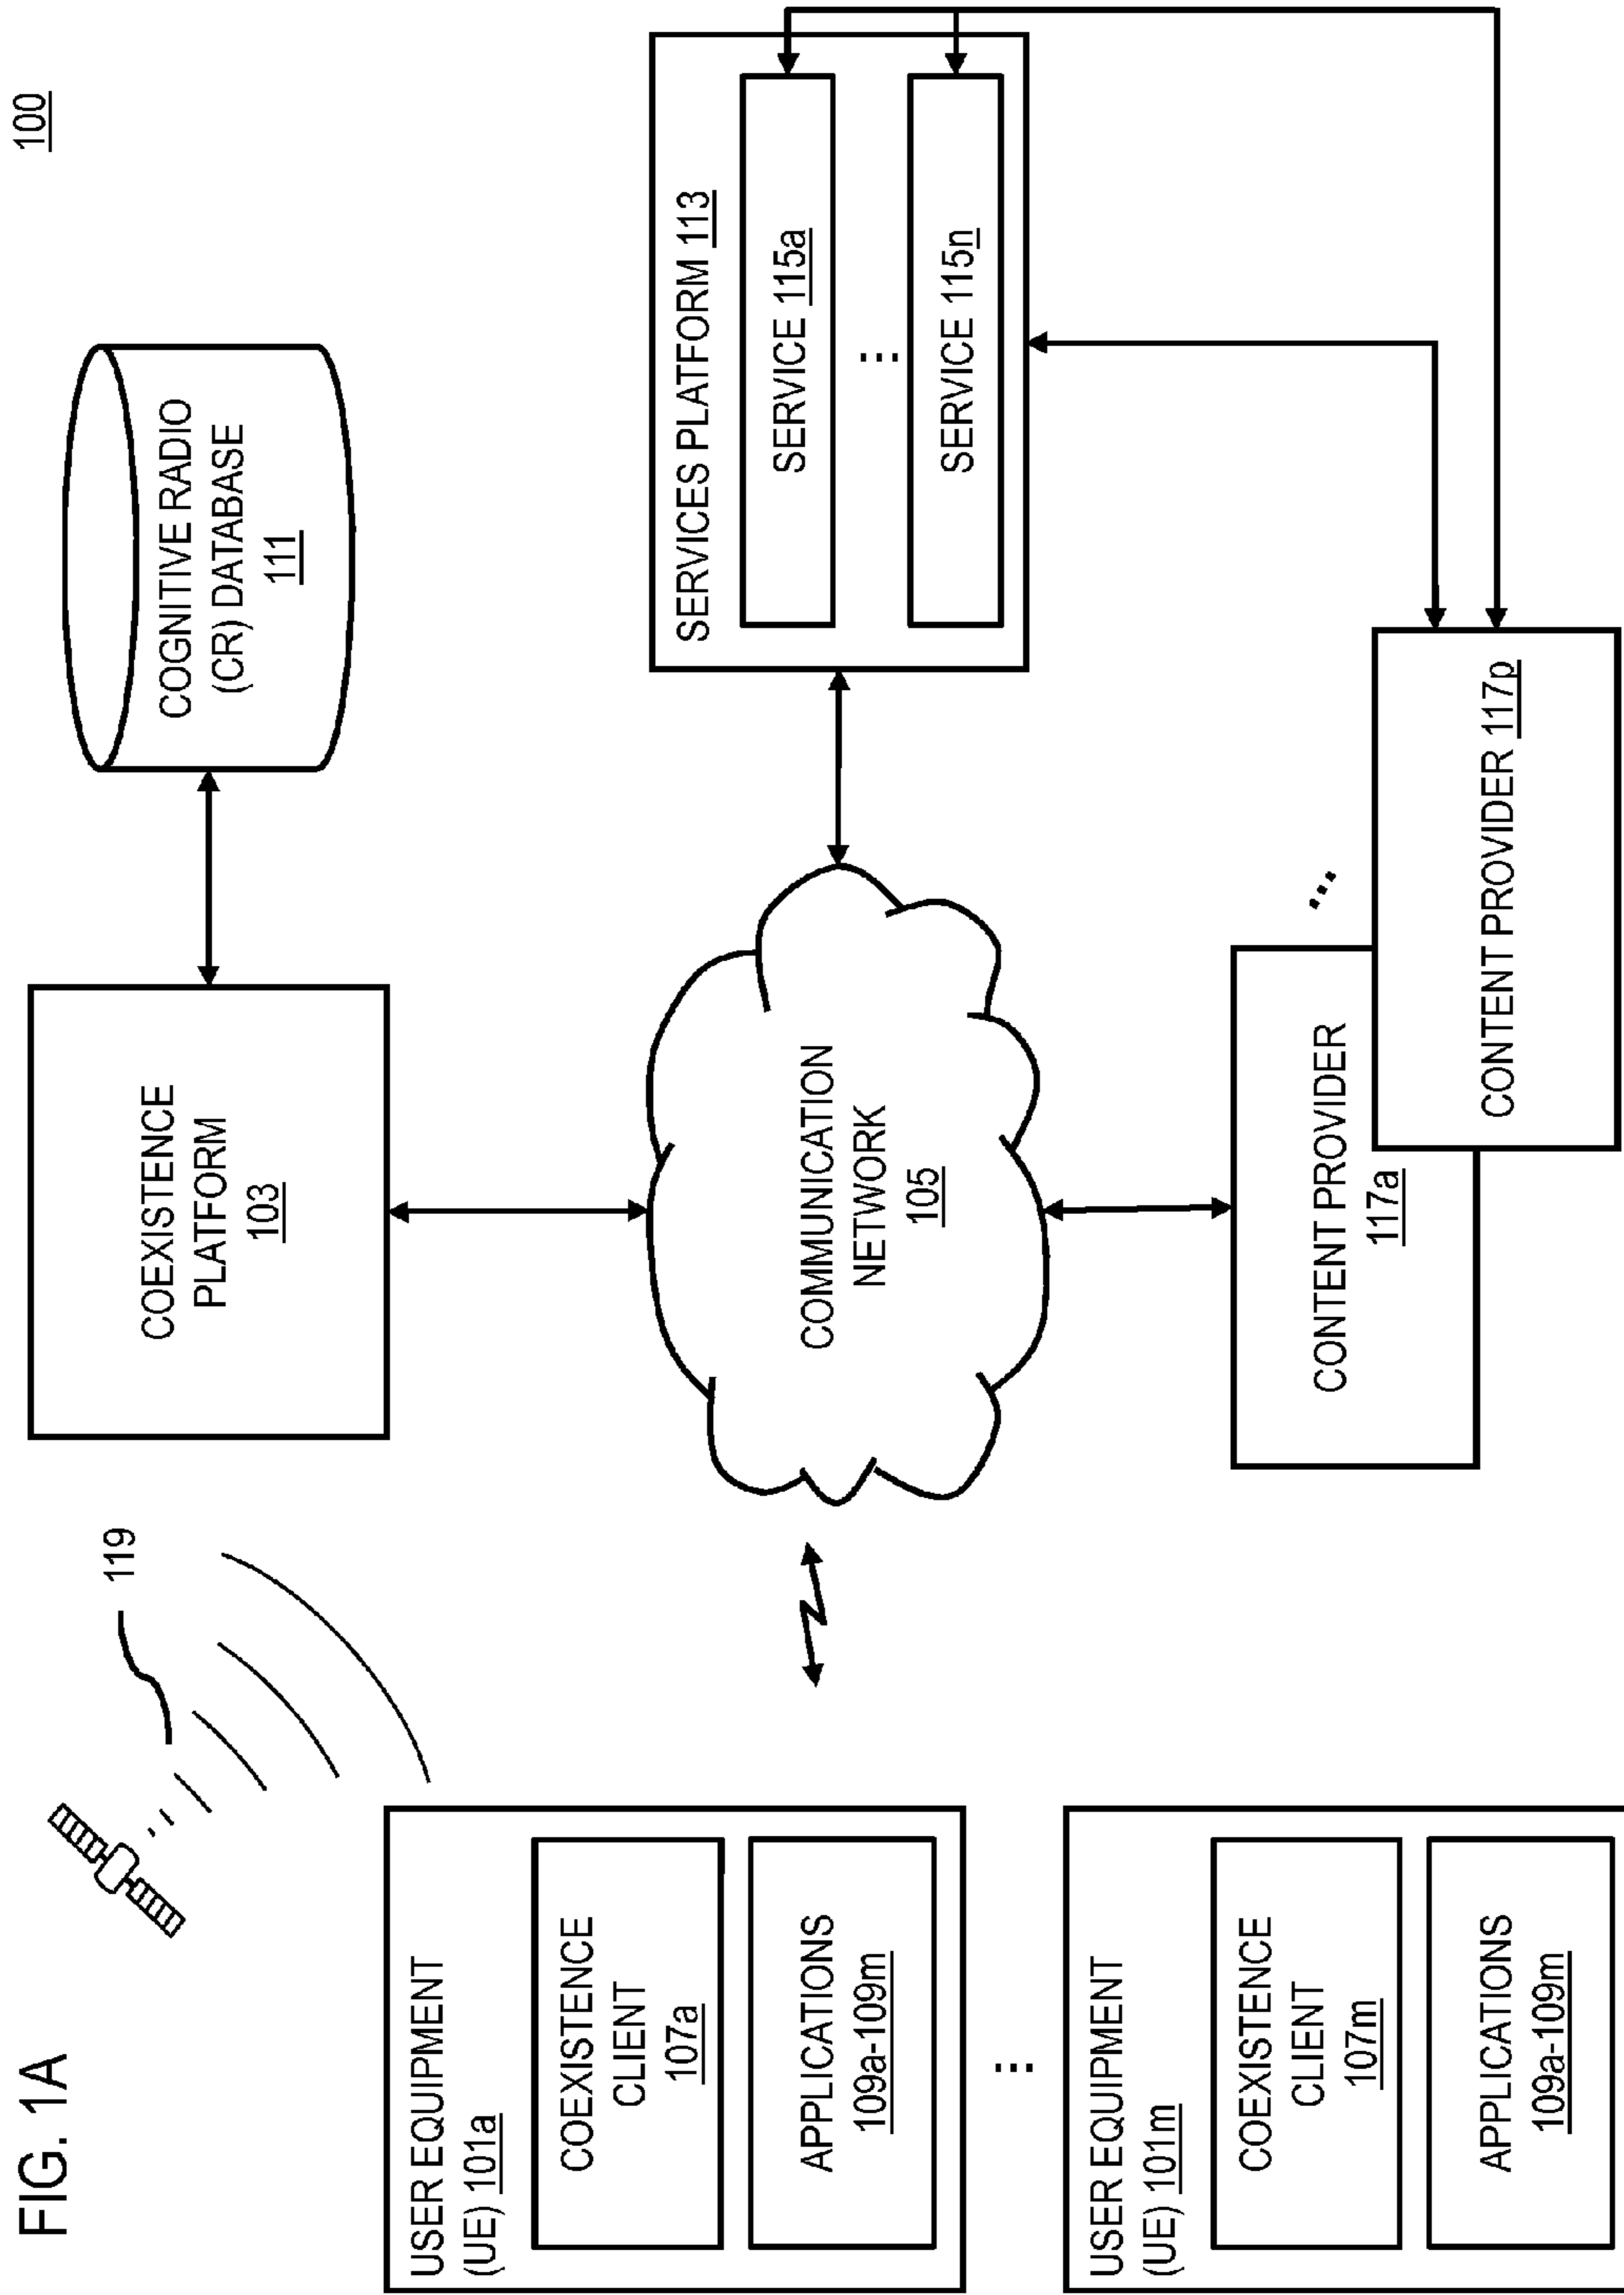 FIG. 1A
100
119
COEXISTENCE
PLATFORM
103
COGNITIVE RADIO
(CR) DATABASE
111
USER EQUIPMENT
(UE) 101a
COEXISTENCE
CLIENT
107a
APPLICATIONS
109a-109m
...
USER EQUIPMENT
(UE) 101m
COEXISTENCE
CLIENT
107m
APPLICATIONS
109a-109m
COMMUNICATION
NETWORK
105
SERVICES PLATFORM 113
SERVICE 115a
...
SERVICE 115n
CONTENT PROVIDER
117a
...
CONTENT PROVIDER 117p